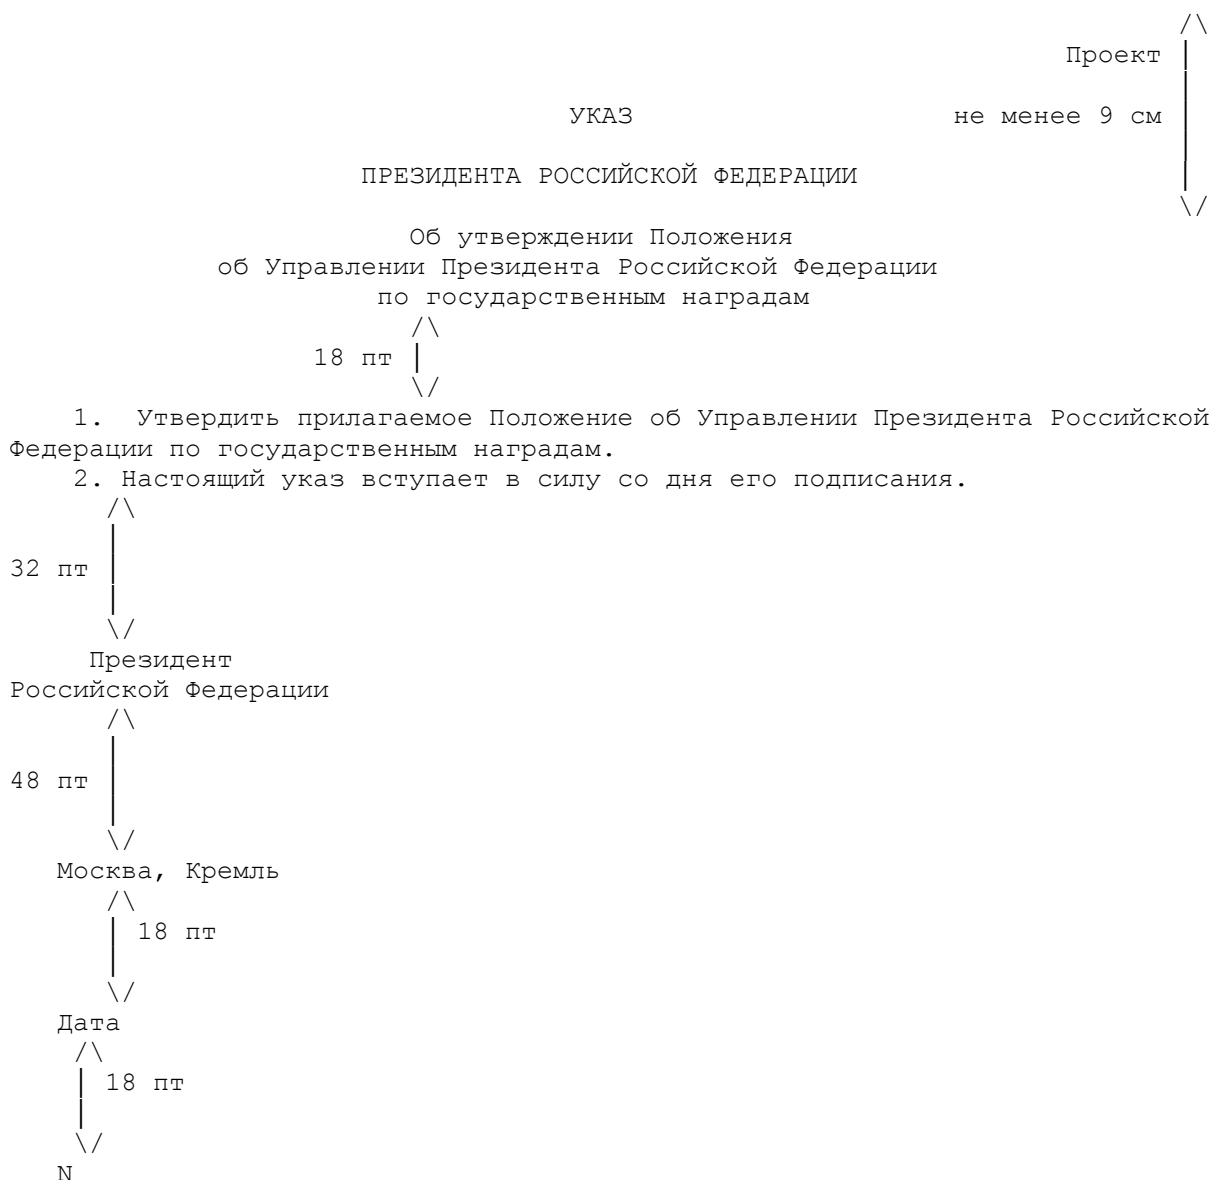 Проект
УКАЗ не менее 9 см
ПРЕЗИДЕНТА РОССИЙСКОЙ ФЕДЕРАЦИИ
Об утверждении Положения
об Управлении Президента Российской Федерации
по государственным наградам
18 пт
1. Утвердить прилагаемое Положение об Управлении Президента Российской
Федерации по государственным наградам.
2. Настоящий указ вступает в силу со дня его подписания.
32 пт
Президент
Российской Федерации
48 пт
Москва, Кремль
18 пт
Дата
18 пт
N